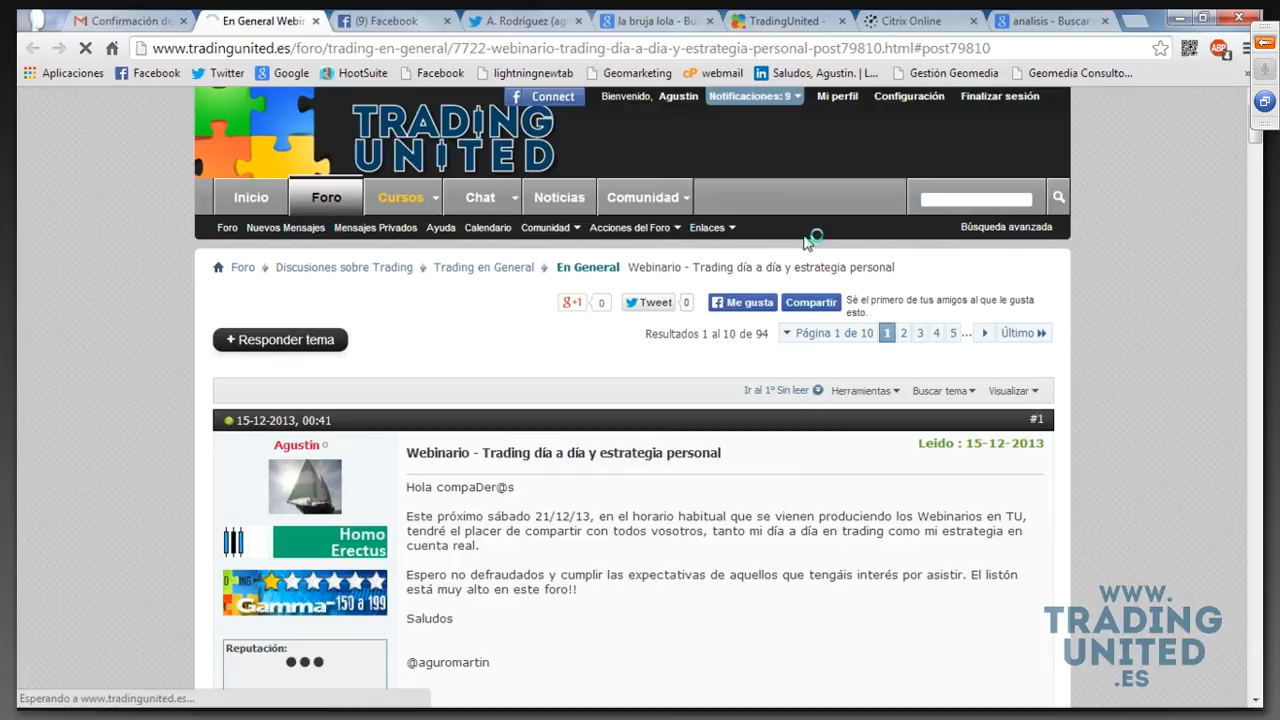 Confirmación de
En General Webin
(9) Facebook
A. Rodriguez (agu
la bruja lola - Bus
TradingUnited -
Citrix Online
analisis - Buscar
www.tradingunited.es/foro/trading-en-general/7722-webinario-trading-dia-a-dia-y-estrategia-personal-post79810.html#post79810
Aplicaciones Facebook Twitter Google HootSuite Facebook lightningnewtab Geomarketing webmail Saludos, Agustin. | L... Gestión Geomedia Geomedia Consulto...
Connect Bienvenido, Agustin Notificaciones: 9 Mi perfil Configuración Finalizar sesión
TRADING
UNITED
Inicio Foro Cursos Chat Noticias Comunidad
Foro Nuevos Mensajes Mensajes Privados Ayuda Calendario Comunidad Acciones del Foro Enlaces Búsqueda avanzada
Foro Discusiones sobre Trading Trading en General En General Webinario - Trading día a día y estrategia personal
g+1 0 Tweet 0 Me gusta Compartir Sé el primero de tus amigos al que le gusta
esto.
+ Responder tema
Resultados 1 al 10 de 94 Página 1 de 10 1 2 3 4 5 ... Último
Ir al 1º Sin leer Herramientas Buscar tema Visualizar
15-12-2013, 00:41 #1
Agustin
Leido : 15-12-2013
Webinario - Trading día a día y estrategia personal
Hola compaDer@s
Este próximo sábado 21/12/13, en el horario habitual que se vienen produciendo los Webinarios en TU,
tendré el placer de compartir con todos vosotros, tanto mi día a día en trading como mi estrategia en
cuenta real.
Homo
Erectus
Espero no defraudados y cumplir las expectativas de aquellos que tengáis interés por asistir. El listón
está muy alto en este foro!!
Gamma 150 a 199
Saludos
Reputación:
@aguromartin
WWW.
TRADING
UNITED
.ES
Esperando a www.tradingunited.es...